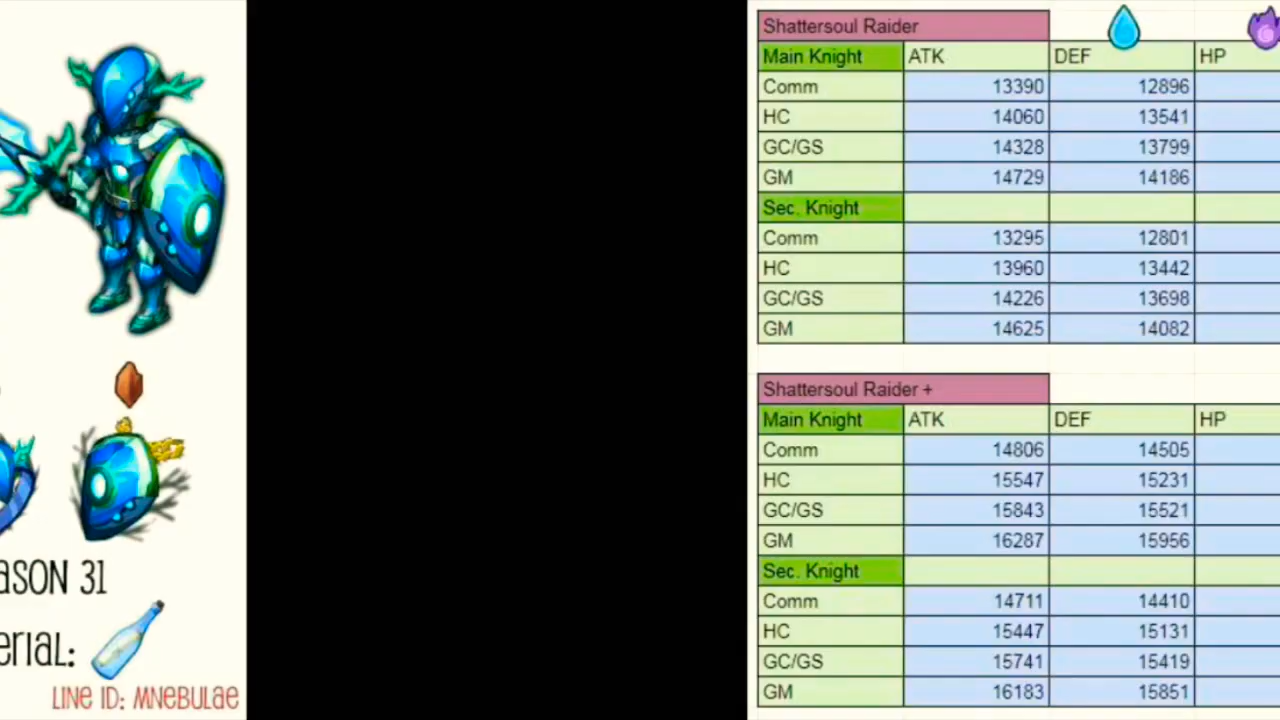 ason 31
erial:
Line ID: Mnebulae
Shattersoul Raider
Main Knight ATK DEF HP
Comm 13390 12896
HC 14060 13541
GC/GS 14328 13799
GM 14729 14186
Sec. Knight
Comm 13295 12801
HC 13960 13442
GC/GS 14226 13698
GM 14625 14082
Shattersoul Raider +
Main Knight ATK DEF HP
Comm 14806 14505
HC 15547 15231
GC/GS 15843 15521
GM 16287 15956
Sec. Knight
Comm 14711 14410
HC 15447 15131
GC/GS 15741 15419
GM 16183 15851